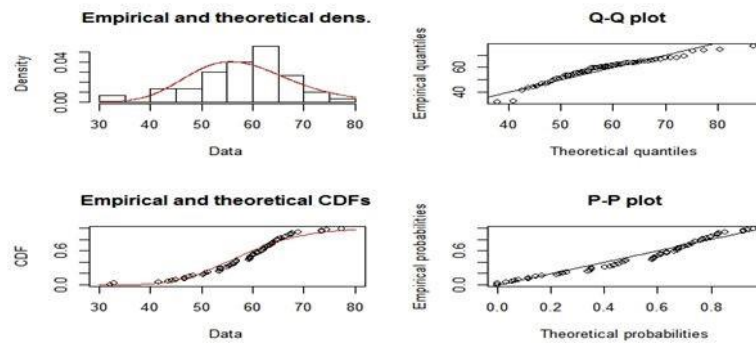 Empirical and theoretical dens.
Density
0.00 0.04
30 40 50 60 70 80
Data
Q-Q plot
Empirical quantiles
40 60
40 50 60 70 80
Theoretical quantiles
Empirical and theoretical CDFs
CDF
0.0 0.6
30 40 50 60 70 80
Data
P-P plot
Empirical probabilities
0.0 0.6
0.0 0.2 0.4 0.6 0.8
Theoretical probabilities